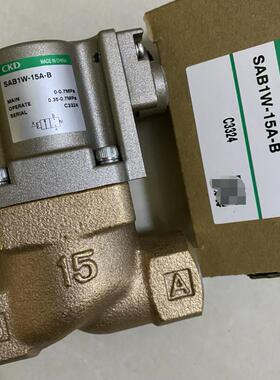 CKD
MADE IN CHINA
SAB1W-15A-B
MAIN 0-0.7MPa
OPERATE 0.35-0.7MPa
SERIAL C3324
15
A
SAB1W-15A-B
C3324